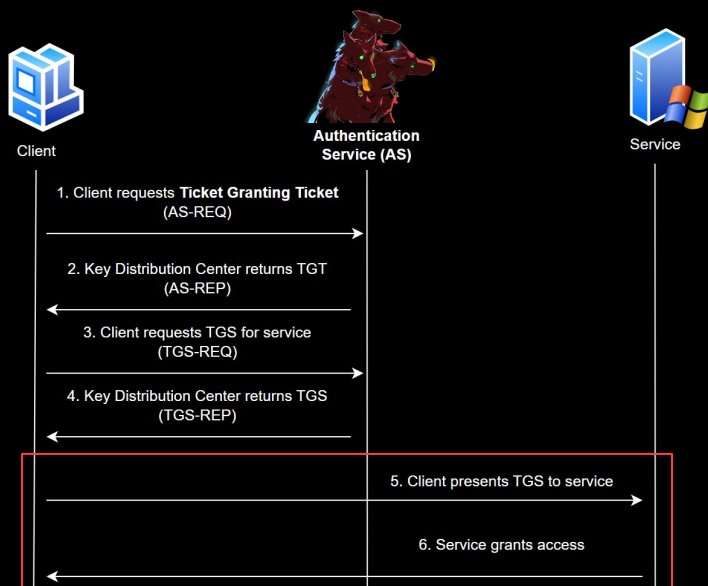 Client
Authentication
Service (AS)
Service
1. Client requests Ticket Granting Ticket
(AS-REQ)
2. Key Distribution Center returns TGT
(AS-REP)
3. Client requests TGS for service
(TGS-REQ)
4. Key Distribution Center returns TGS
(TGS-REP)
5. Client presents TGS to service
6. Service grants access